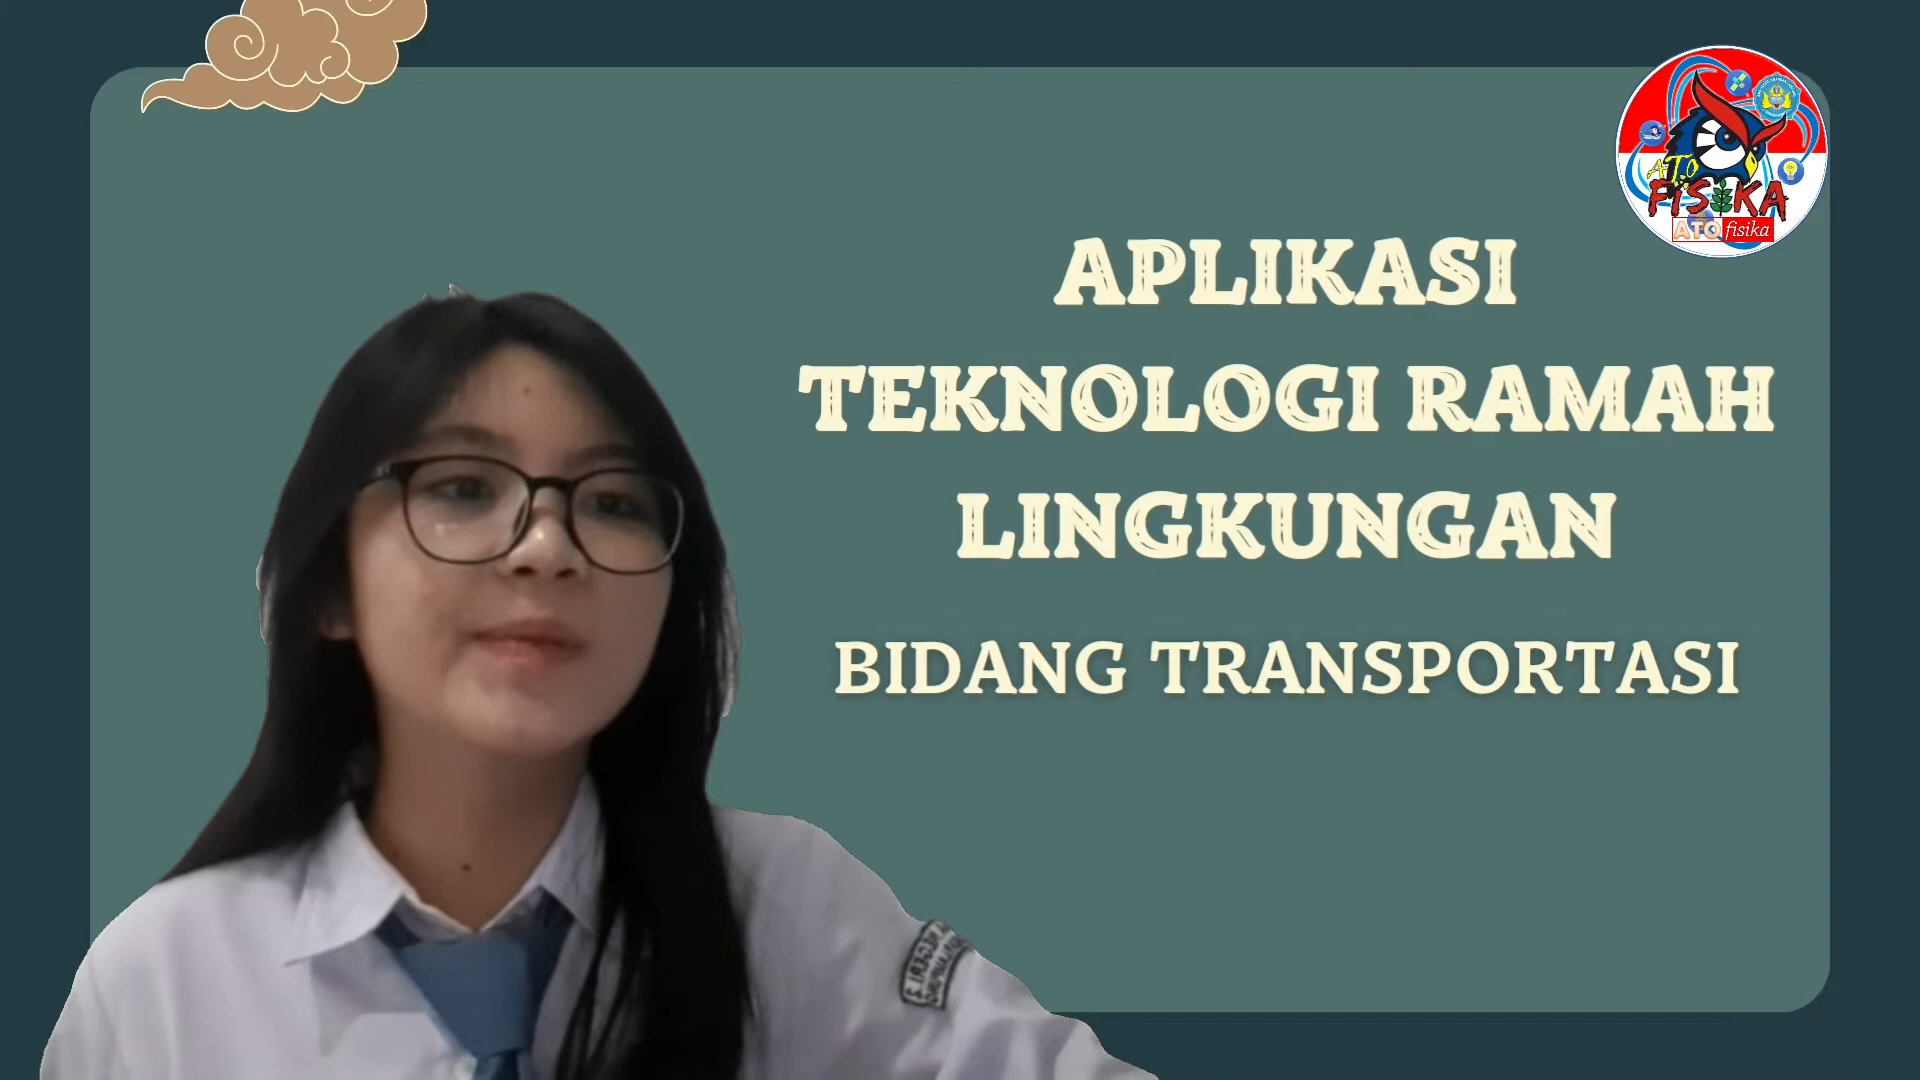 ATO
FISIKA
ATO fisika
APLIKASI
TEKNOLOGI RAMAH
LINGKUNGAN
BIDANG TRANSPORTASI